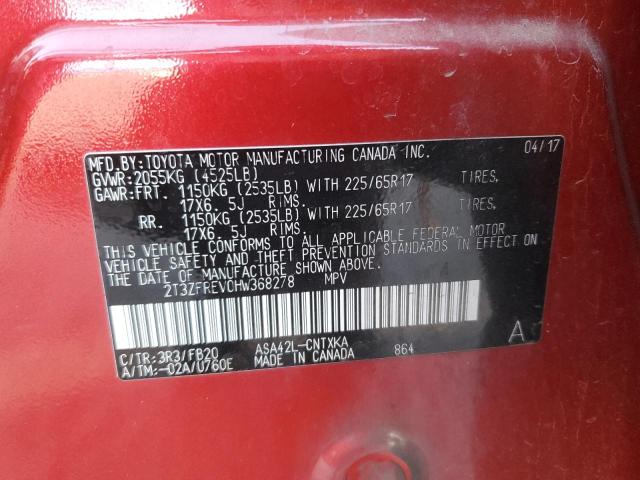 MFD.BY:TOYOTA MOTOR MANUFACTURING CANADA INC. 04/17
GVWR:2055KG (4525LB)
GAWR:FRT. 1150KG (2535LB) WITH 225/65R17 TIRES,
17X6. 5J RIMS.
RR. 1150KG (2535LB) WITH 225/65R17 TIRES,
17X6. 5J RIMS.
THIS VEHICLE CONFORMS TO ALL APPLICABLE FEDERAL MOTOR
VEHICLE SAFETY AND THEFT PREVENTION STANDARDS IN EFFECT ON
THE DATE OF MANUFACTURE SHOWN ABOVE.
2T3ZFREV0HW368278 MPV
C/TR:3R3/FB20 ASA42L-CNTXKA 864 A
A/TM:-02A/U760E MADE IN CANADA